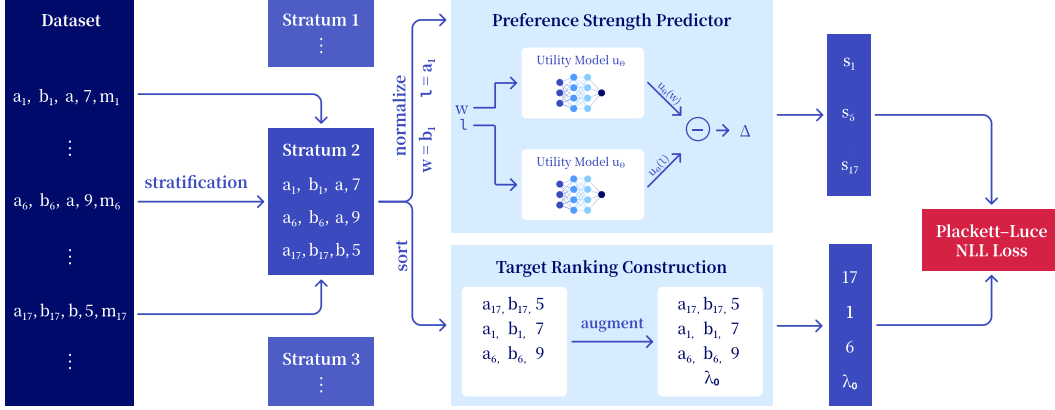 Dataset
a₁, b₁, a, 7, m₁
⋮
a₆, b₆, a, 9, m₆
⋮
a₁₇, b₁₇, b, 5, m₁₇
⋮
stratification
Stratum 1
⋮
Stratum 2
a₁, b₁, a, 7
a₆, b₆, a, 9
a₁₇, b₁₇, b, 5
Stratum 3
⋮
normalize
w = b₁ l = a₁
sort
Preference Strength Predictor
w
l
Utility Model uθ
Utility Model uθ
uθ(w)
uθ(l)
− Δ
Target Ranking Construction
a₁₇, b₁₇, 5
a₁, b₁, 7
a₆, b₆, 9
augment
a₁₇, b₁₇, 5
a₁, b₁, 7
a₆, b₆, 9
λ₀
s₁
s₆
s₁₇
17
1
6
λ₀
Plackett–Luce
NLL Loss